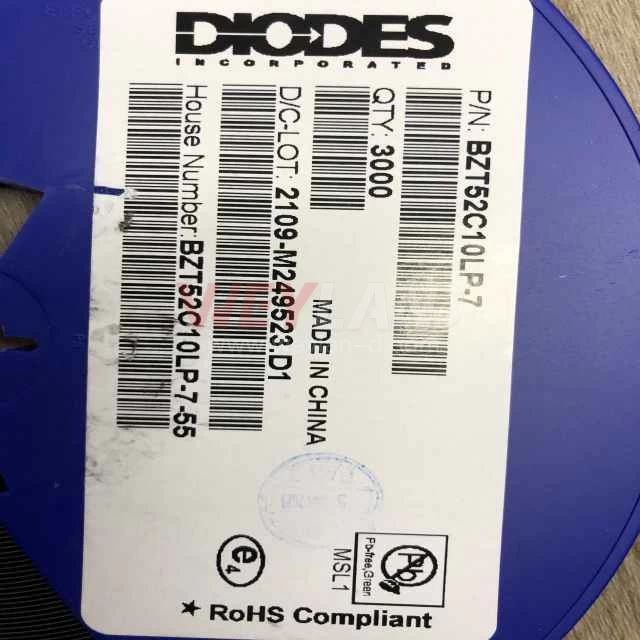 DIODES
INCORPORATED
P/N: BZT52C10LP-7
QTY: 3000
MADE IN CHINA
D/C-LOT: 2109-M249523.D1
House Number:BZT52C10LP-7-55
Pb
Pb-free,Green
MSL1
e4
★ RoHS Compliant